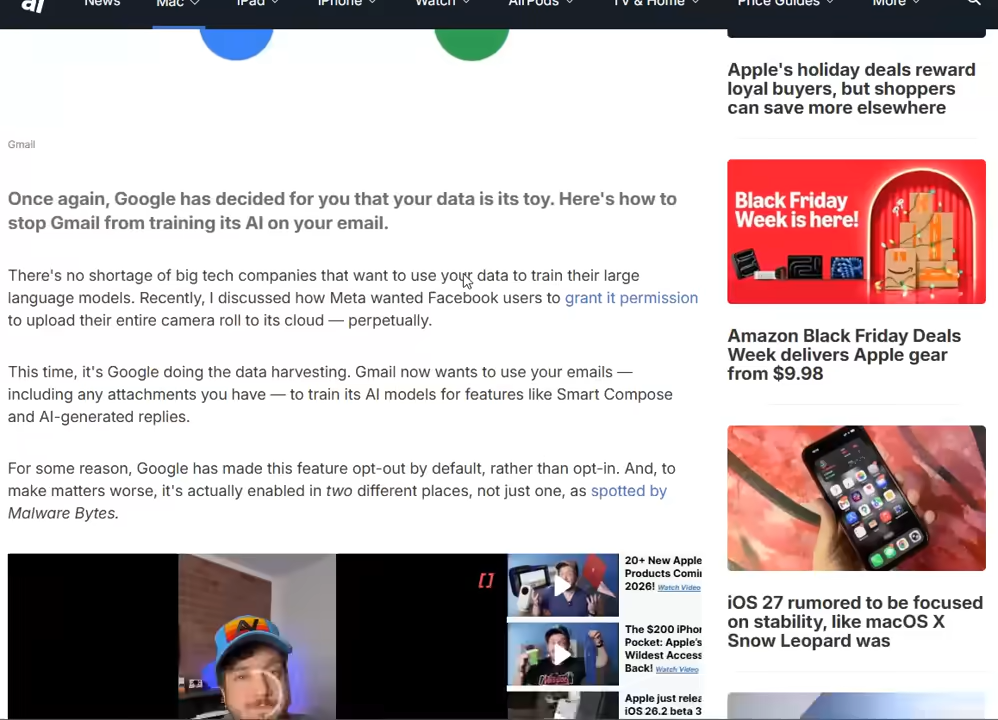 ai
News
Mac
iPad
iPhone
Watch
AirPods
TV & Home
Price Guides
More
Gmail
Once again, Google has decided for you that your data is its toy. Here's how to
stop Gmail from training its AI on your email.
There's no shortage of big tech companies that want to use your data to train their large
language models. Recently, I discussed how Meta wanted Facebook users to grant it permission
to upload their entire camera roll to its cloud — perpetually.
This time, it's Google doing the data harvesting. Gmail now wants to use your emails —
including any attachments you have — to train its AI models for features like Smart Compose
and AI-generated replies.
For some reason, Google has made this feature opt-out by default, rather than opt-in. And, to
make matters worse, it's actually enabled in two different places, not just one, as spotted by
Malware Bytes.
20+ New Apple
Products Comi
2026! Watch Video
The $200 iPho
Pocket: Apple's
Wildest Access
Back! Watch Video
Apple just relea
iOS 26.2 beta 3
Apple's holiday deals reward
loyal buyers, but shoppers
can save more elsewhere
Black Friday
Week is here!
Amazon Black Friday Deals
Week delivers Apple gear
from $9.98
iOS 27 rumored to be focused
on stability, like macOS X
Snow Leopard was